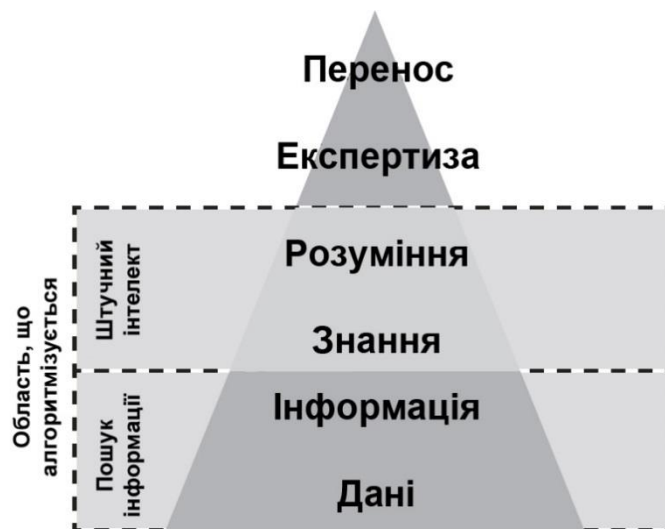 Перенос
Експертиза
Розуміння
Знання
Інформація
Дані
Область, що
алгоритмізується
Штучний
інтелект
Пошук
інформації